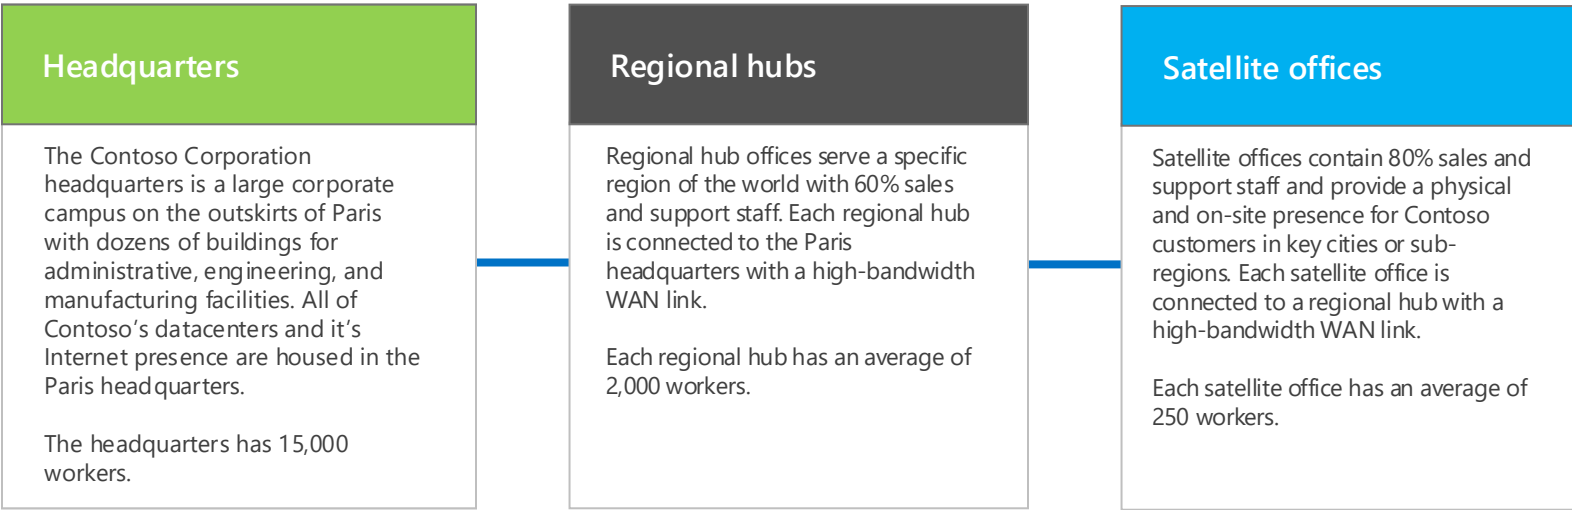 Headquarters
The Contoso Corporation
headquarters is a large corporate
campus on the outskirts of Paris
with dozens of buildings for
administrative, engineering, and
manufacturing facilities. All of
Contoso’s datacenters and it’s
Internet presence are housed in the
Paris headquarters.
The headquarters has 15,000
workers.
Regional hubs
Regional hub offices serve a specific
region of the world with 60% sales
and support staff. Each regional hub
is connected to the Paris
headquarters with a high-bandwidth
WAN link.
Each regional hub has an average of
2,000 workers.
Satellite offices
Satellite offices contain 80% sales and
support staff and provide a physical
and on-site presence for Contoso
customers in key cities or sub-
regions. Each satellite office is
connected to a regional hub with a
high-bandwidth WAN link.
Each satellite office has an average of
250 workers.